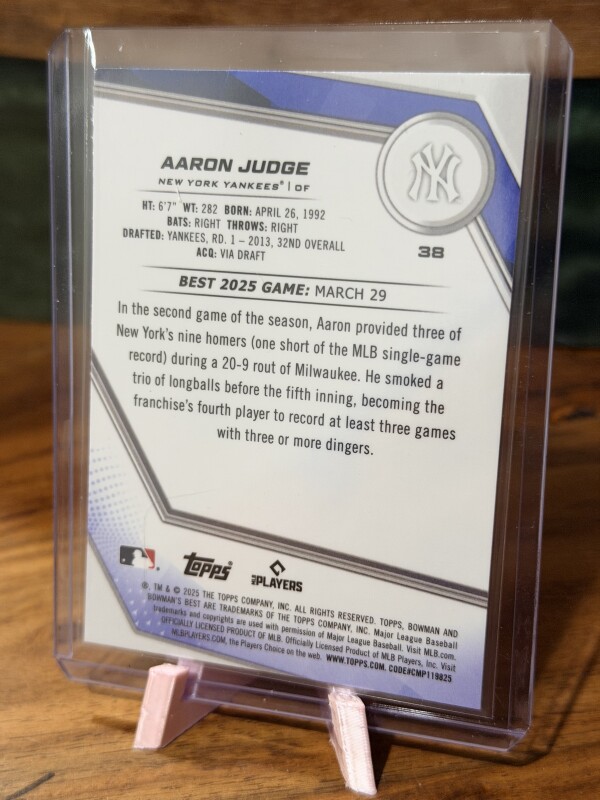 AARON JUDGE
NEW YORK YANKEES® | OF
NY
38
HT: 6'7" WT: 282 BORN: APRIL 26, 1992
BATS: RIGHT THROWS: RIGHT
DRAFTED: YANKEES, RD. 1 – 2013, 32ND OVERALL
ACQ: VIA DRAFT
BEST 2025 GAME: MARCH 29
In the second game of the season, Aaron provided three of
New York's nine homers (one short of the MLB single-game
record) during a 20-9 rout of Milwaukee. He smoked a
trio of longballs before the fifth inning, becoming the
franchise's fourth player to record at least three games
with three or more dingers.
topps®
MLB PLAYERS
®, TM & © 2025 THE TOPPS COMPANY, INC. ALL RIGHTS RESERVED. TOPPS, BOWMAN AND
BOWMAN'S BEST ARE TRADEMARKS OF THE TOPPS COMPANY, INC. Major League Baseball
trademarks and copyrights are used with permission of Major League Baseball. Visit MLB.com.
OFFICIALLY LICENSED PRODUCT OF MLB. Officially Licensed Product of MLB Players, Inc. Visit
MLBPLAYERS.COM, the Players Choice on the web. WWW.TOPPS.COM. CODE#CMP119825